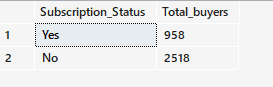 Subscription_Status Total_buyers
1 Yes 958
2 No 2518